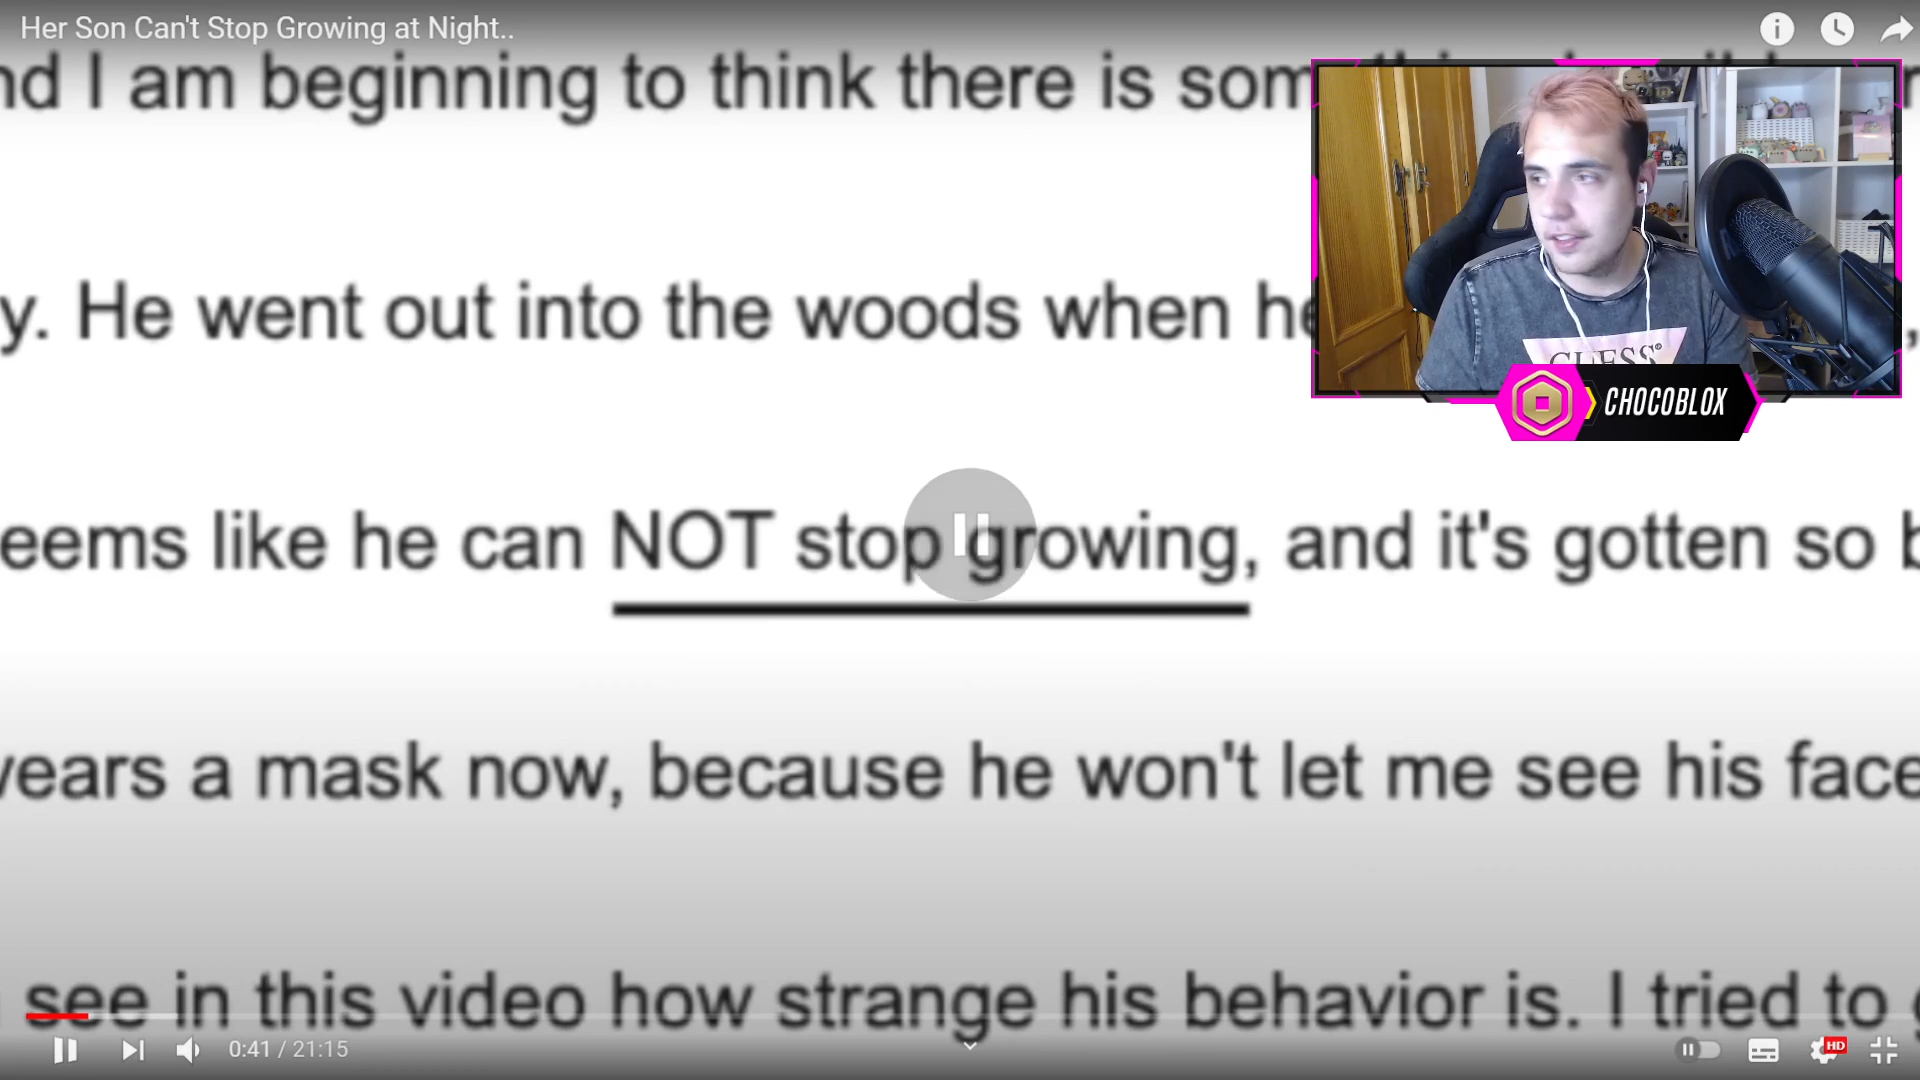 Her Son Can't Stop Growing at Night..
nd I am beginning to think there is
y. He went out into the woods when
GUESS
CHOCOBLOX
eems like he can NOT stop growing, and it's gotten so b
vears a mask now, because he won't let me see his face
see in this video how strange his behavior is. I tried to g
0:41 / 21:15
HD